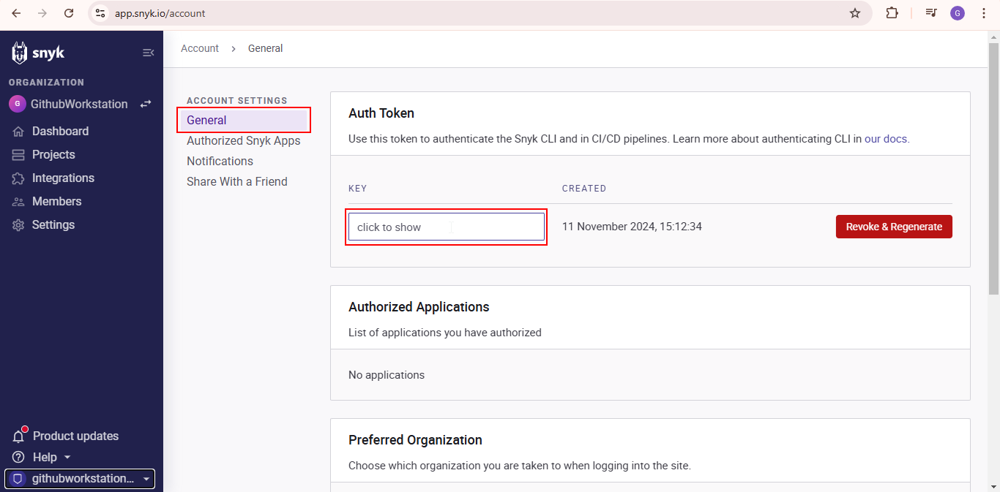 app.snyk.io/account
G
snyk
ORGANIZATION
G
GithubWorkstation
Dashboard
Projects
Integrations
Members
Settings
Product updates
Help
githubworkstation...
Account > General
ACCOUNT SETTINGS
General
Authorized Snyk Apps
Notifications
Share With a Friend
Auth Token
Use this token to authenticate the Snyk CLI and in CI/CD pipelines. Learn more about authenticating CLI in our docs.
KEY CREATED
click to show 11 November 2024, 15:12:34 Revoke & Regenerate
Authorized Applications
List of applications you have authorized
No applications
Preferred Organization
Choose which organization you are taken to when logging into the site.